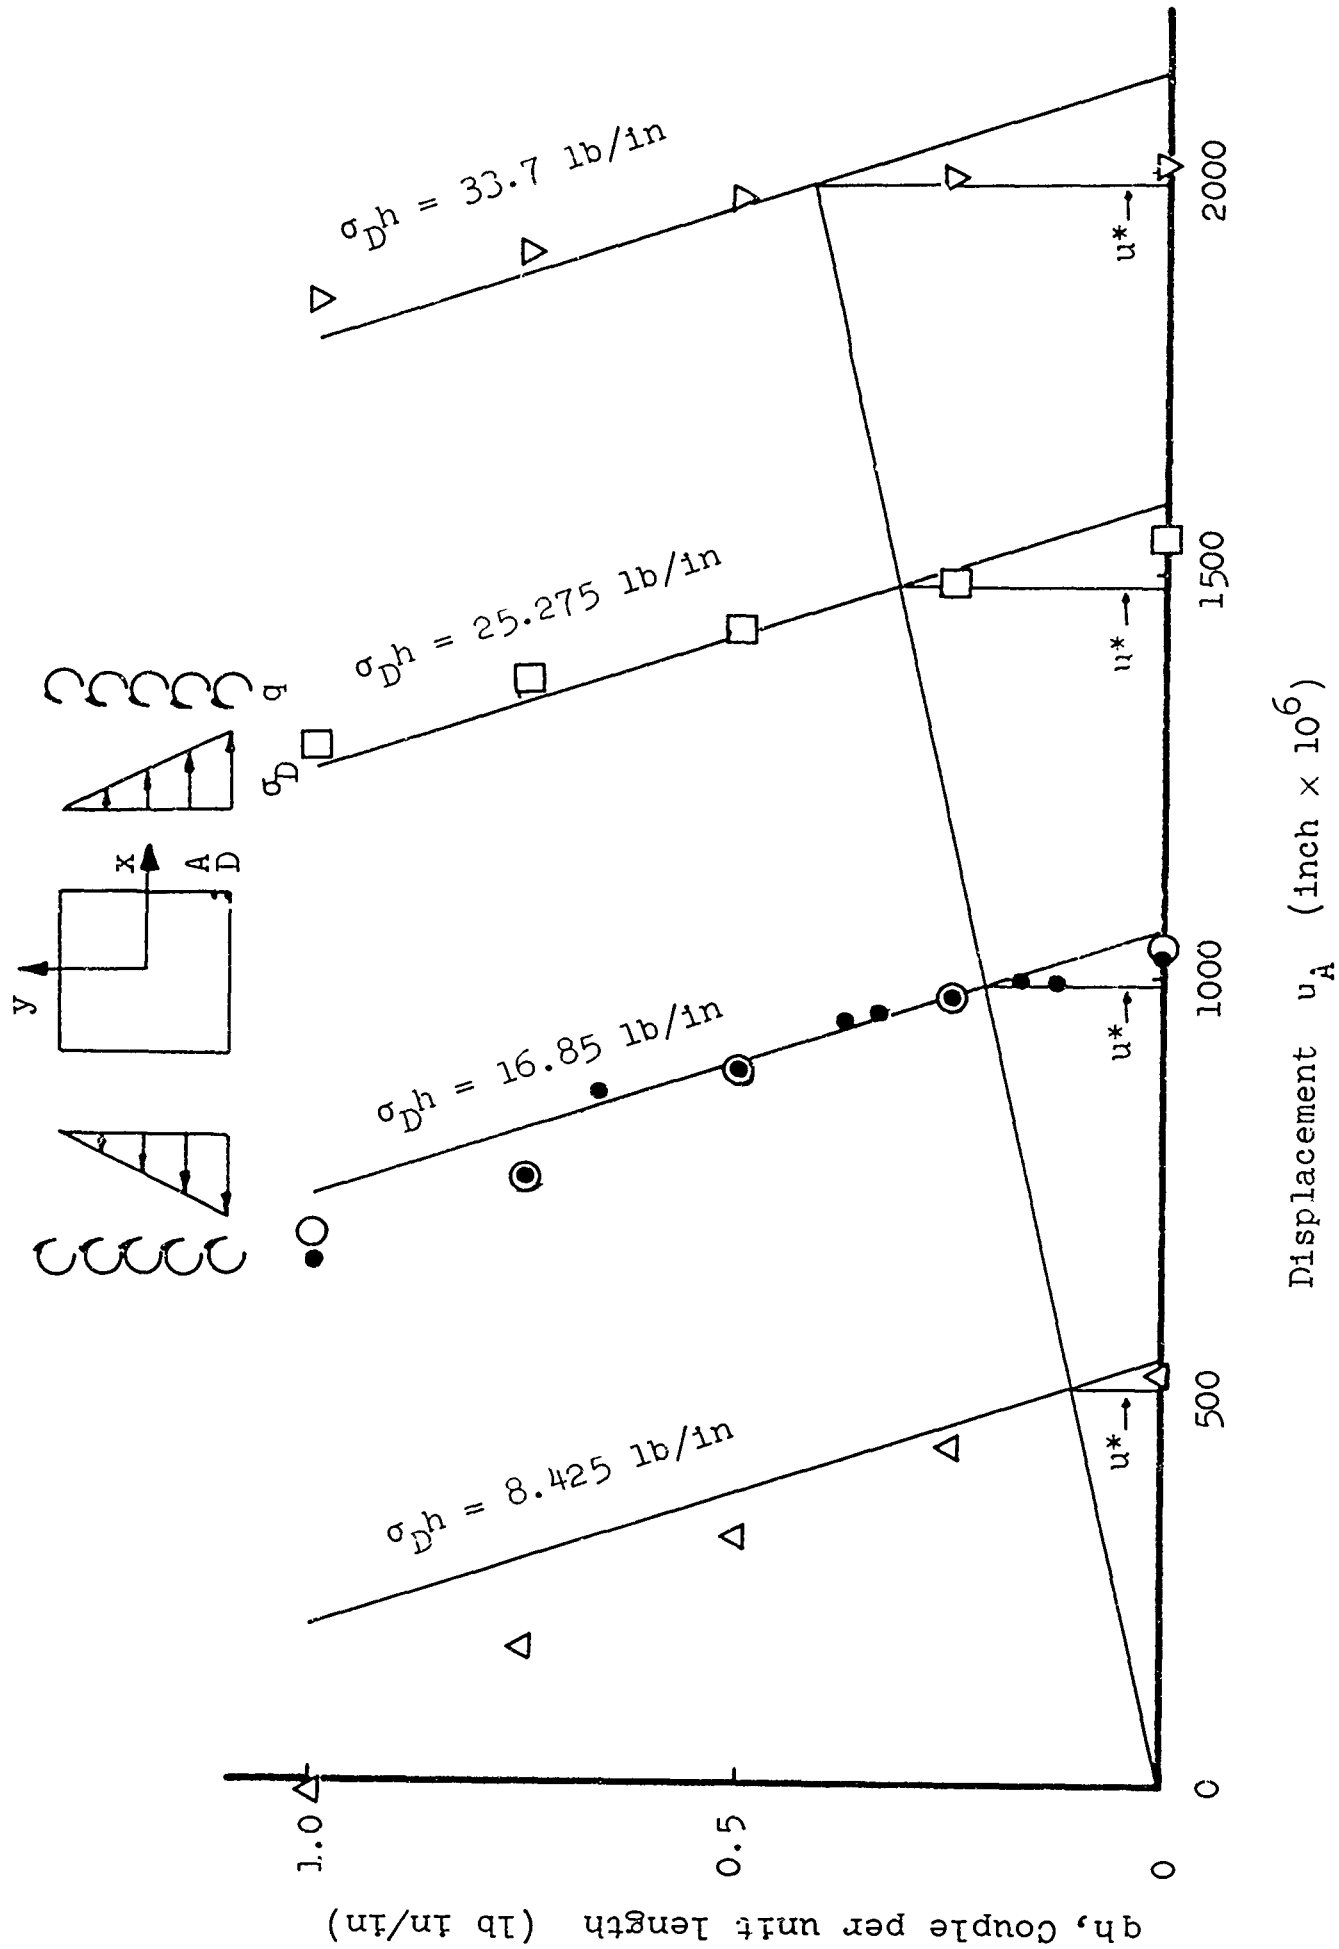 y
x
A
D
σD
q
σDh = 8.425 lb/in
σDh = 16.85 lb/in
σDh = 25.275 lb/in
σDh = 33.7 lb/in
u*
u*
u*
u*
1.0
0.5
0
0
500
1000
1500
2000
qh, Couple per unit length (lb in/in)
Displacement uA (inch × 10⁶)